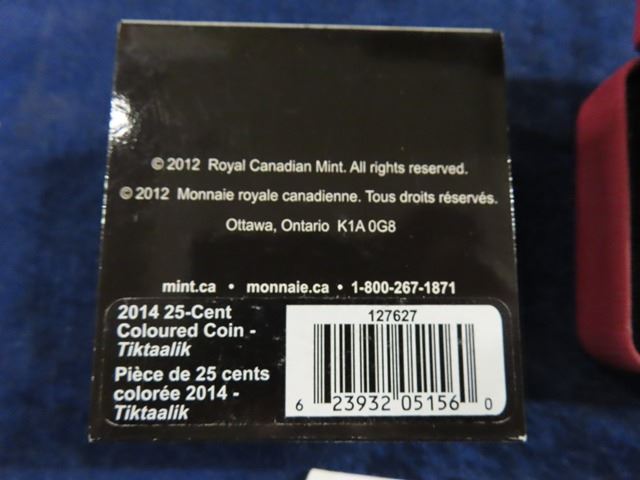 © 2012 Royal Canadian Mint. All rights reserved.
© 2012 Monnaie royale canadienne. Tous droits réservés.
Ottawa, Ontario K1A 0G8
mint.ca • monnaie.ca • 1-800-267-1871
2014 25-Cent
Coloured Coin -
Tiktaalik
Pièce de 25 cents
colorée 2014 -
Tiktaalik
127627
6 23932 05156 0